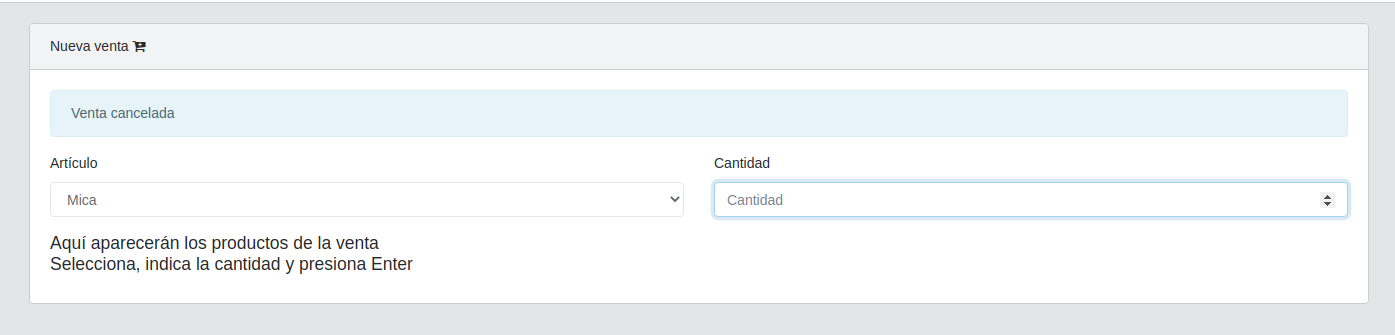 Nueva venta
Venta cancelada
Artículo
Cantidad
Mica
Cantidad
Aquí aparecerán los productos de la venta
Selecciona, indica la cantidad y presiona Enter